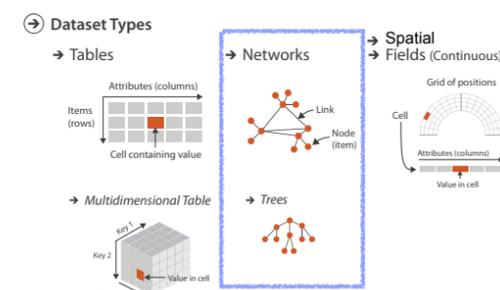 Dataset Types
Tables
Attributes (columns)
Items
(rows)
Cell containing value
Multidimensional Table
Key 1
Key 2
Value in cell
Networks
Link
Node
(item)
Trees
Spatial
Fields (Continuous)
Grid of positions
Cell
Attributes (columns)
Value in cell